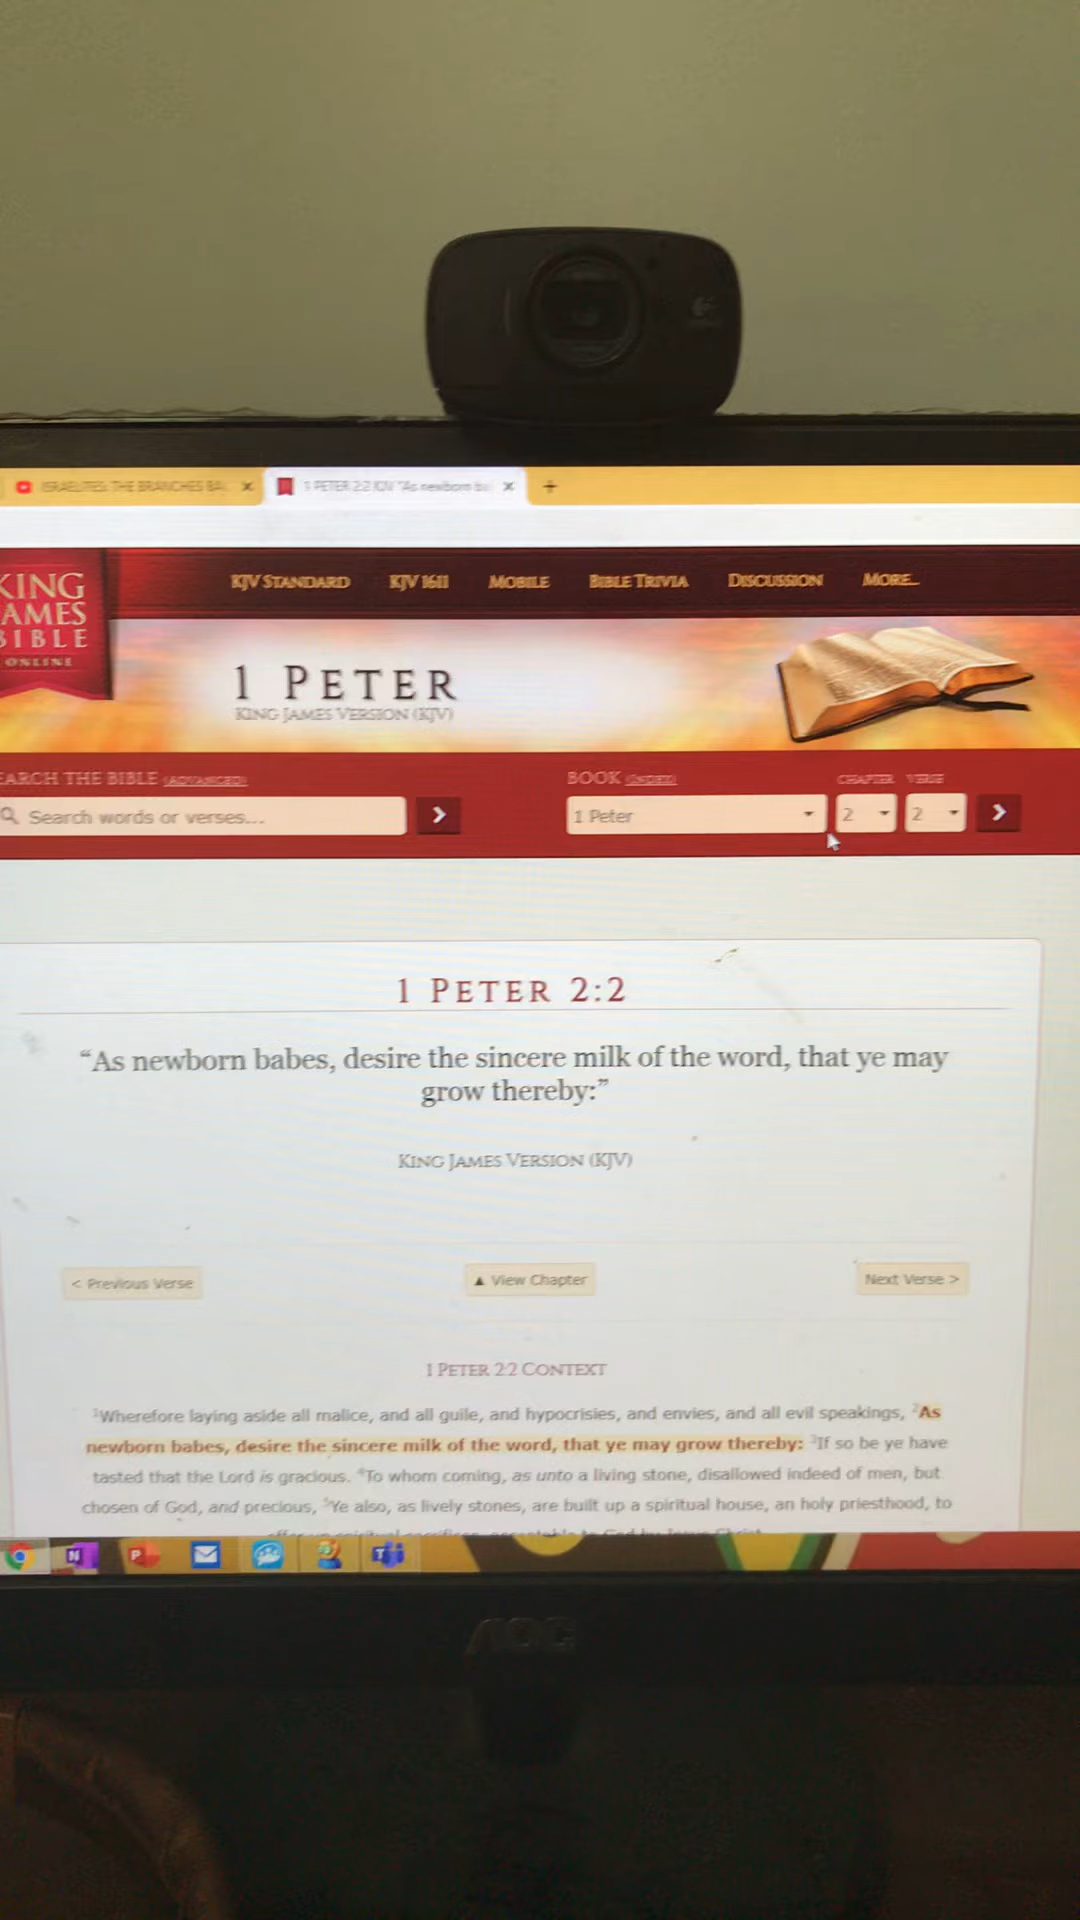 ISRAELITES: THE BRANCHES BA
1 PETER 2:2 KJV "As newborn ba
KING
JAMES
BIBLE
ONLINE
KJV STANDARD KJV 1611 MOBILE BIBLE TRIVIA DISCUSSION MORE...
1 PETER
KING JAMES VERSION (KJV)
EARCH THE BIBLE (ADVANCED) BOOK (INDEX) CHAPTER VERSE
Search words or verses... 1 Peter 2 2
1 PETER 2:2
“As newborn babes, desire the sincere milk of the word, that ye may
grow thereby:”
KING JAMES VERSION (KJV)
< Previous Verse ▲ View Chapter Next Verse >
1 PETER 2:2 CONTEXT
1Wherefore laying aside all malice, and all guile, and hypocrisies, and envies, and all evil speakings, 2As
newborn babes, desire the sincere milk of the word, that ye may grow thereby: 3If so be ye have
tasted that the Lord is gracious. 4To whom coming, as unto a living stone, disallowed indeed of men, but
chosen of God, and precious, 5Ye also, as lively stones, are built up a spiritual house, an holy priesthood, to
AOC